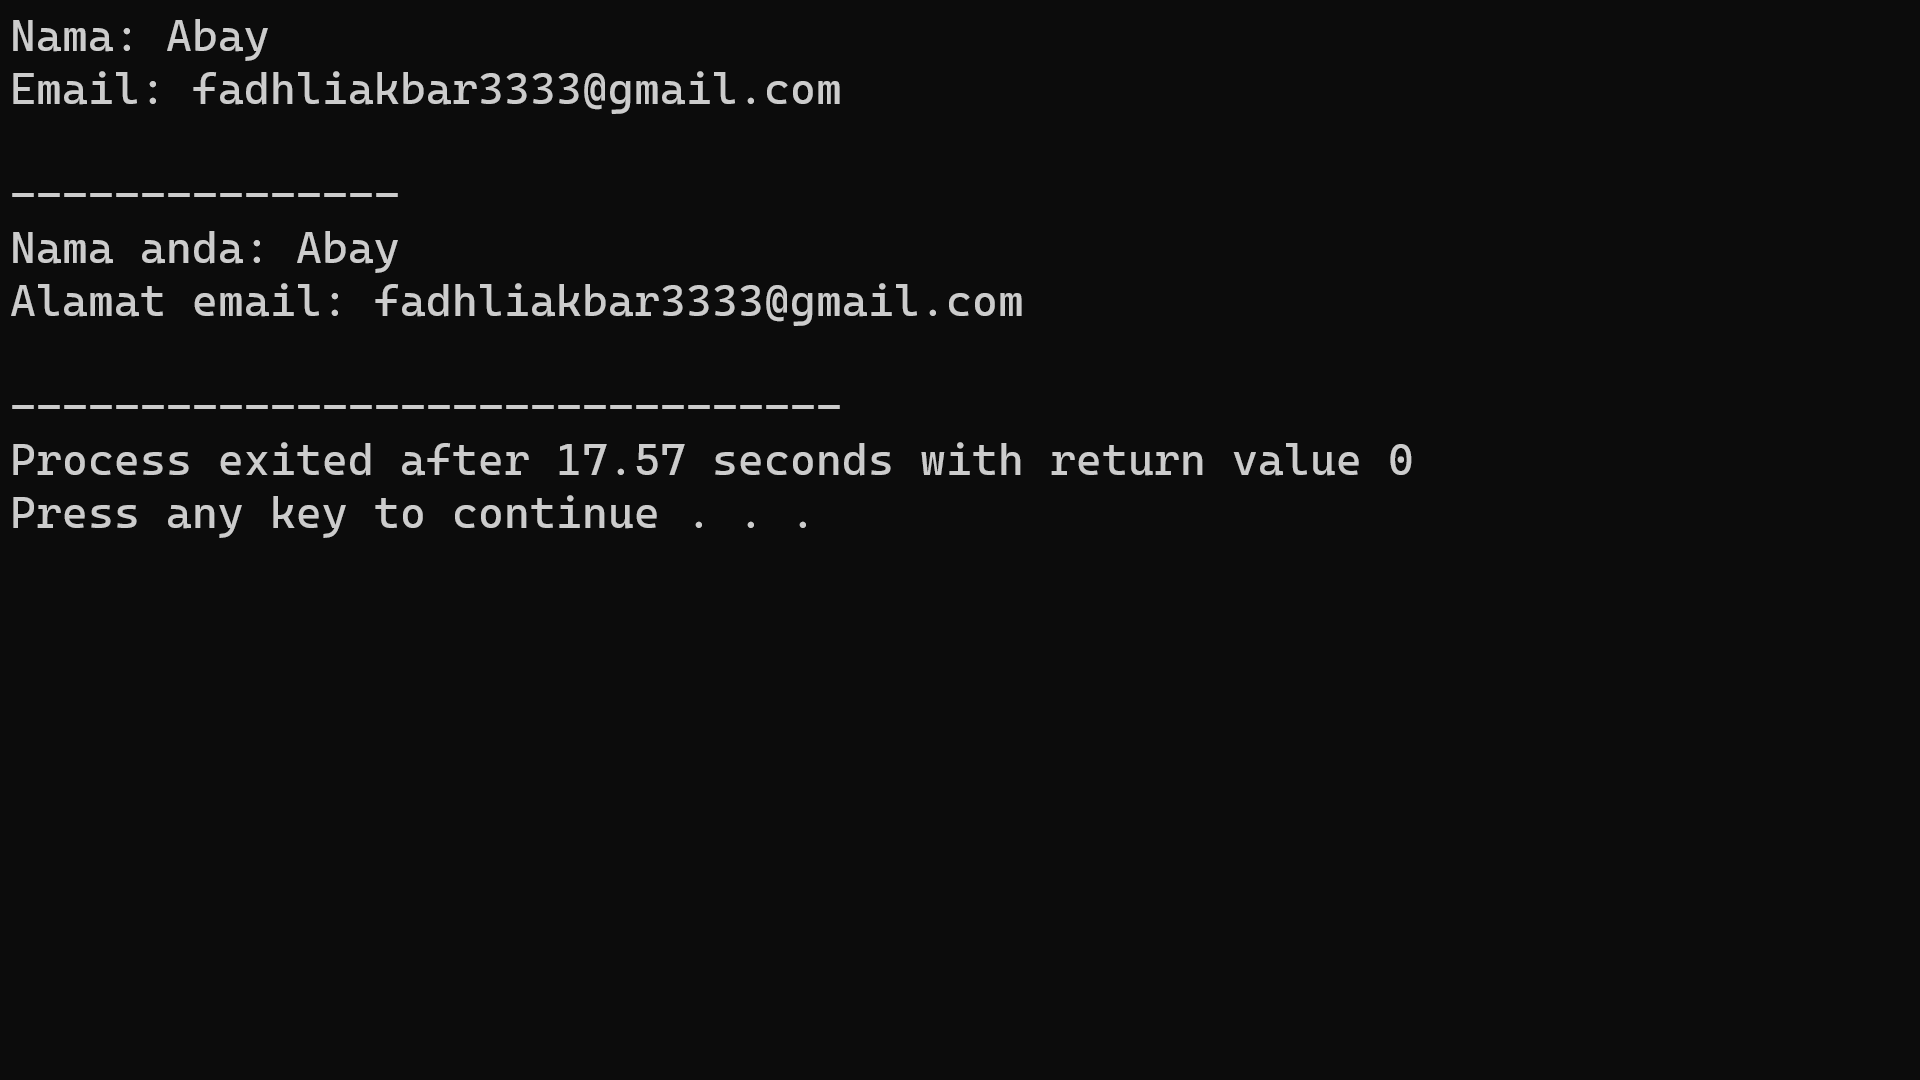 Nama: Abay
Email: fadhliakbar3333@gmail.com
---------------
Nama anda: Abay
Alamat email: fadhliakbar3333@gmail.com
--------------------------------
Process exited after 17.57 seconds with return value 0
Press any key to continue . . .